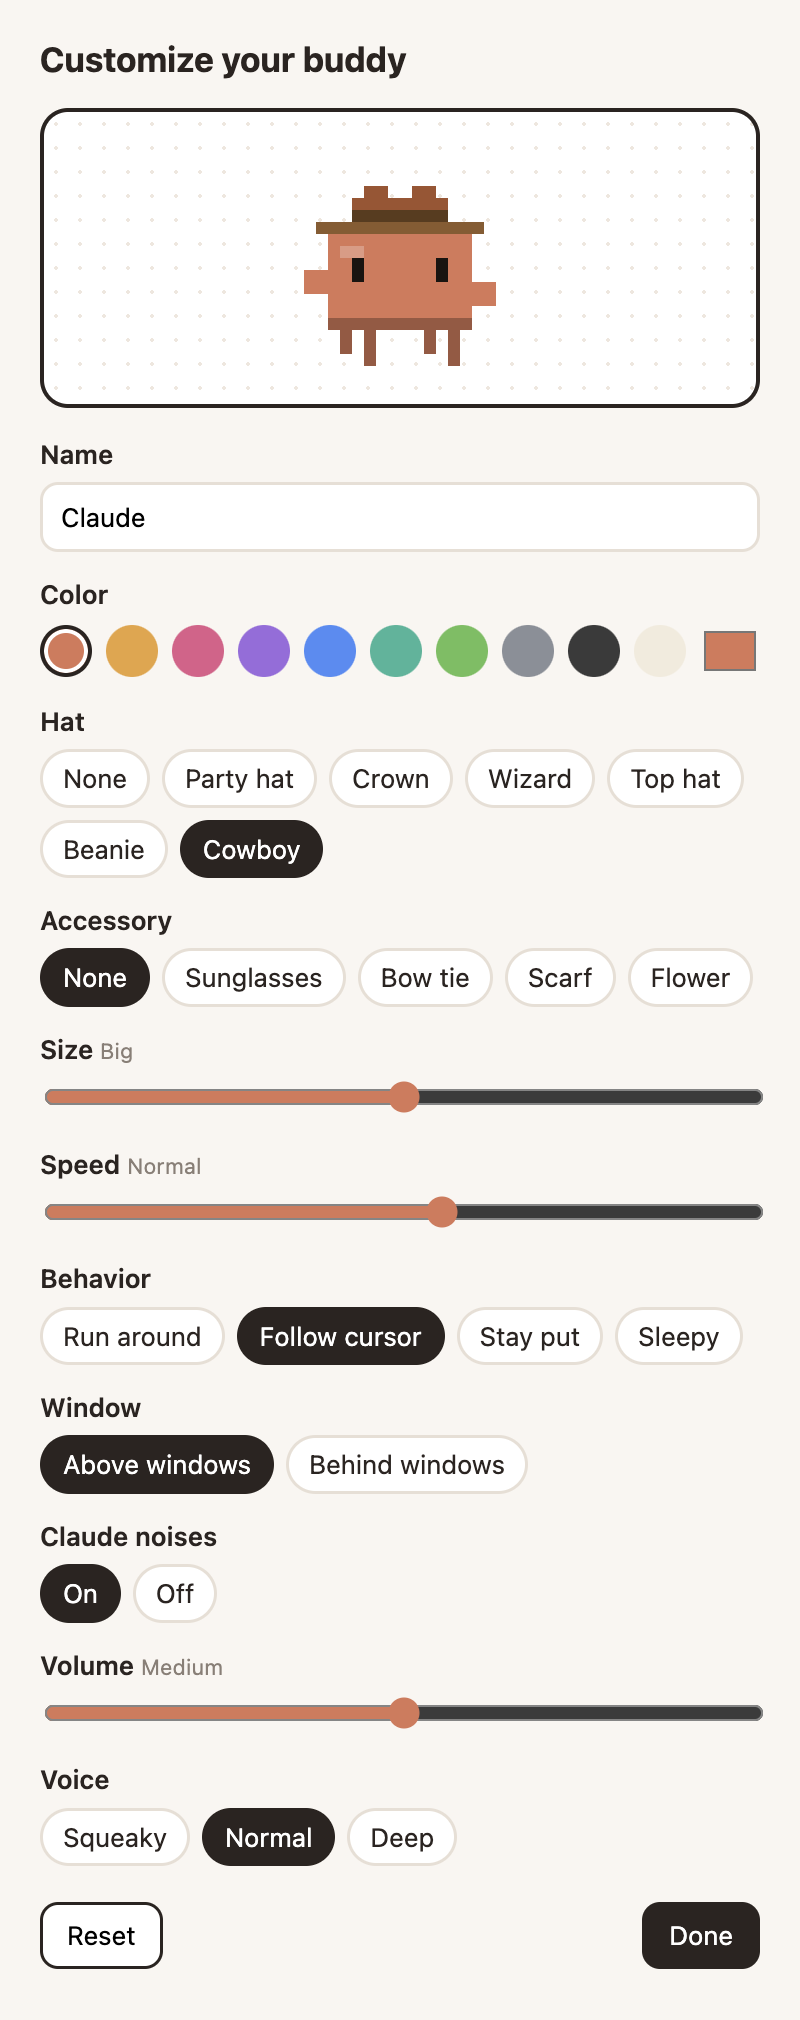 Customize your buddy
Name
Claude
Color
Hat
None Party hat Crown Wizard Top hat
Beanie Cowboy
Accessory
None Sunglasses Bow tie Scarf Flower
Size Big
Speed Normal
Behavior
Run around Follow cursor Stay put Sleepy
Window
Above windows Behind windows
Claude noises
On Off
Volume Medium
Voice
Squeaky Normal Deep
Reset Done